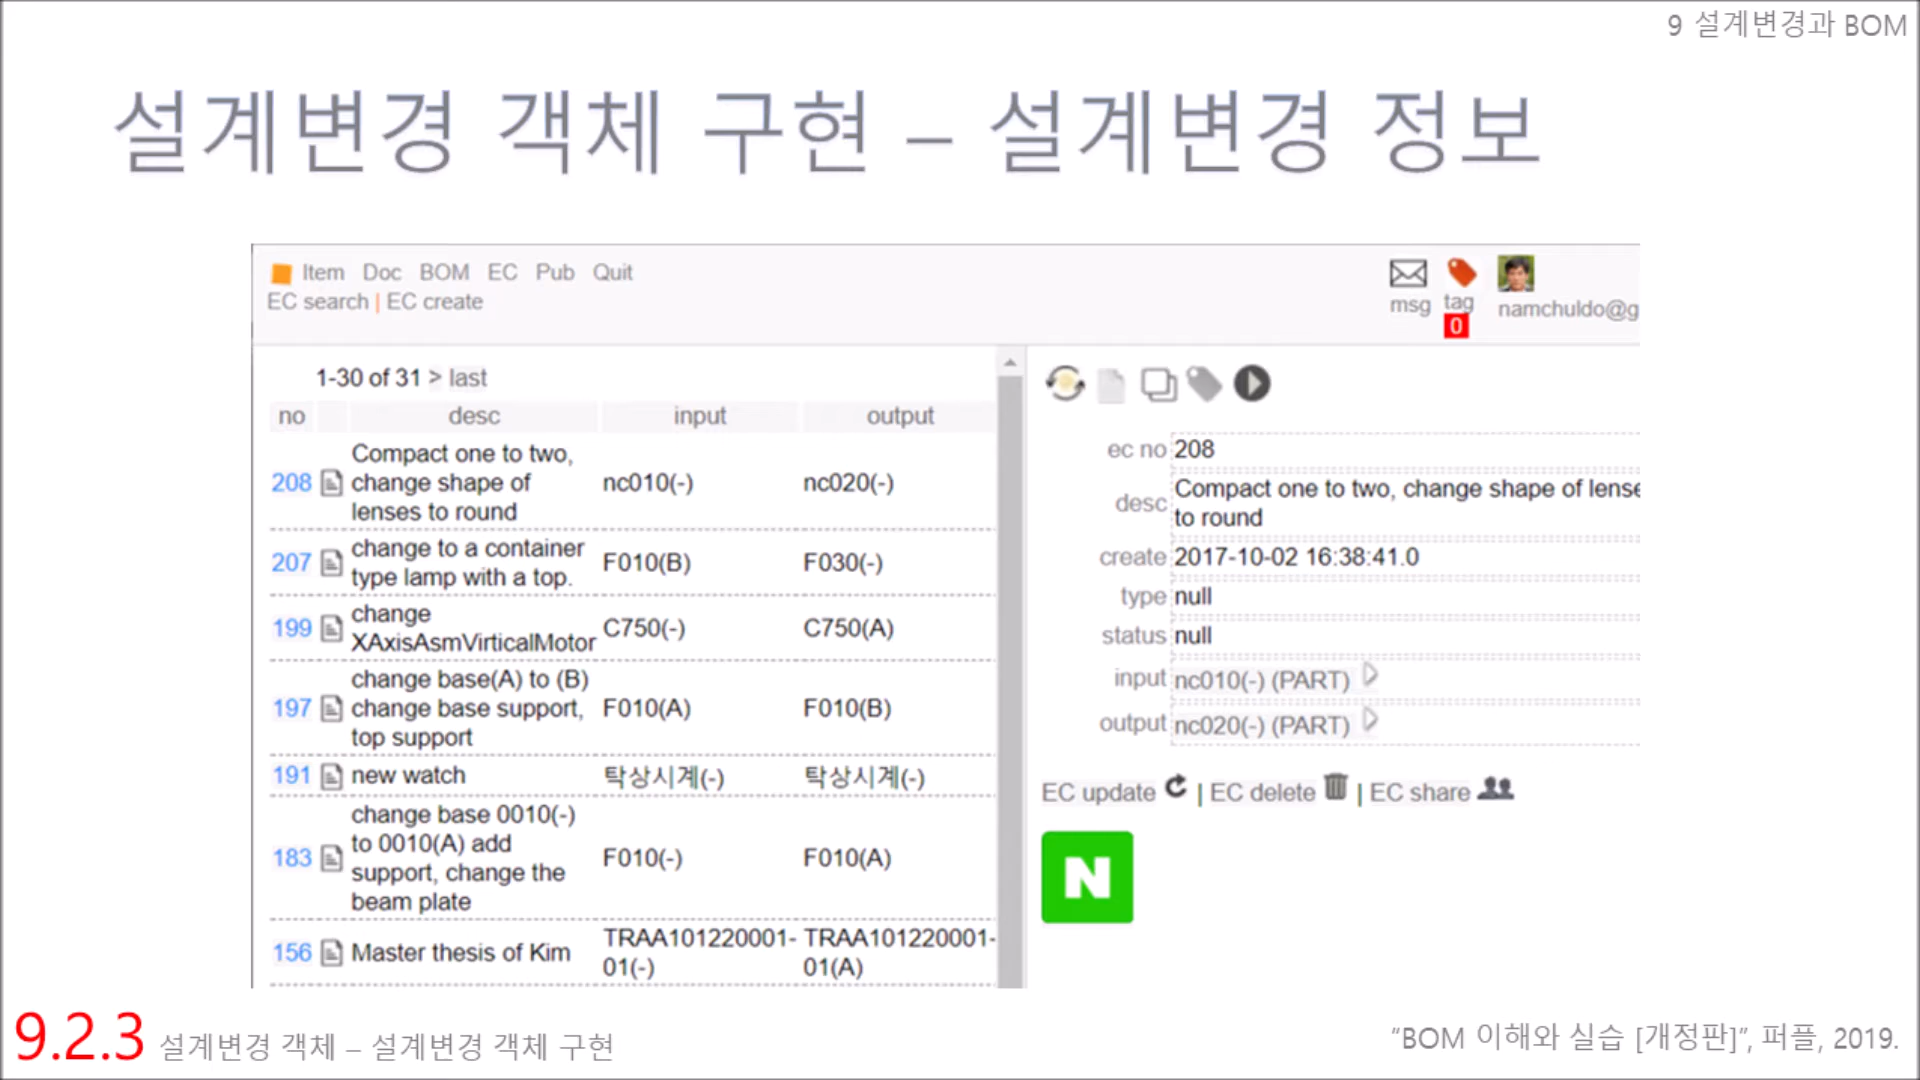 9 설계변경과 BOM
설계변경 객체 구현 – 설계변경 정보
Item Doc BOM EC Pub Quit
EC search | EC create
msg
tag
0
namchuldo@g
1-30 of 31 > last
no desc input output
208 Compact one to two, change shape of lenses to round nc010(-) nc020(-)
207 change to a container type lamp with a top. F010(B) F030(-)
199 change XAxisAsmVirticalMotor C750(-) C750(A)
197 change base(A) to (B) change base support, top support F010(A) F010(B)
191 new watch 탁상시계(-) 탁상시계(-)
183 change base 0010(-) to 0010(A) add support, change the beam plate F010(-) F010(A)
156 Master thesis of Kim TRAA101220001-01(-) TRAA101220001-01(A)
ec no 208
desc Compact one to two, change shape of lense
to round
create 2017-10-02 16:38:41.0
type null
status null
input nc010(-) (PART)
output nc020(-) (PART)
EC update | EC delete | EC share
N
9.2.3 설계변경 객체 – 설계변경 객체 구현
“BOM 이해와 실습 [개정판]”, 퍼플, 2019.